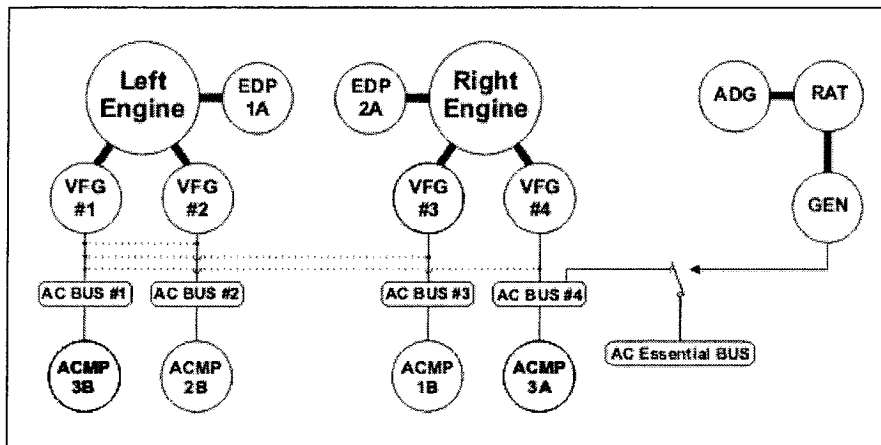 Left
Engine
EDP
1A
EDP
2A
Right
Engine
ADG
RAT
VFG
#1
VFG
#2
VFG
#3
VFG
#4
GEN
AC BUS #1
AC BUS #2
AC BUS #3
AC BUS #4
AC Essential BUS
ACMP
3B
ACMP
2B
ACMP
1B
ACMP
3A